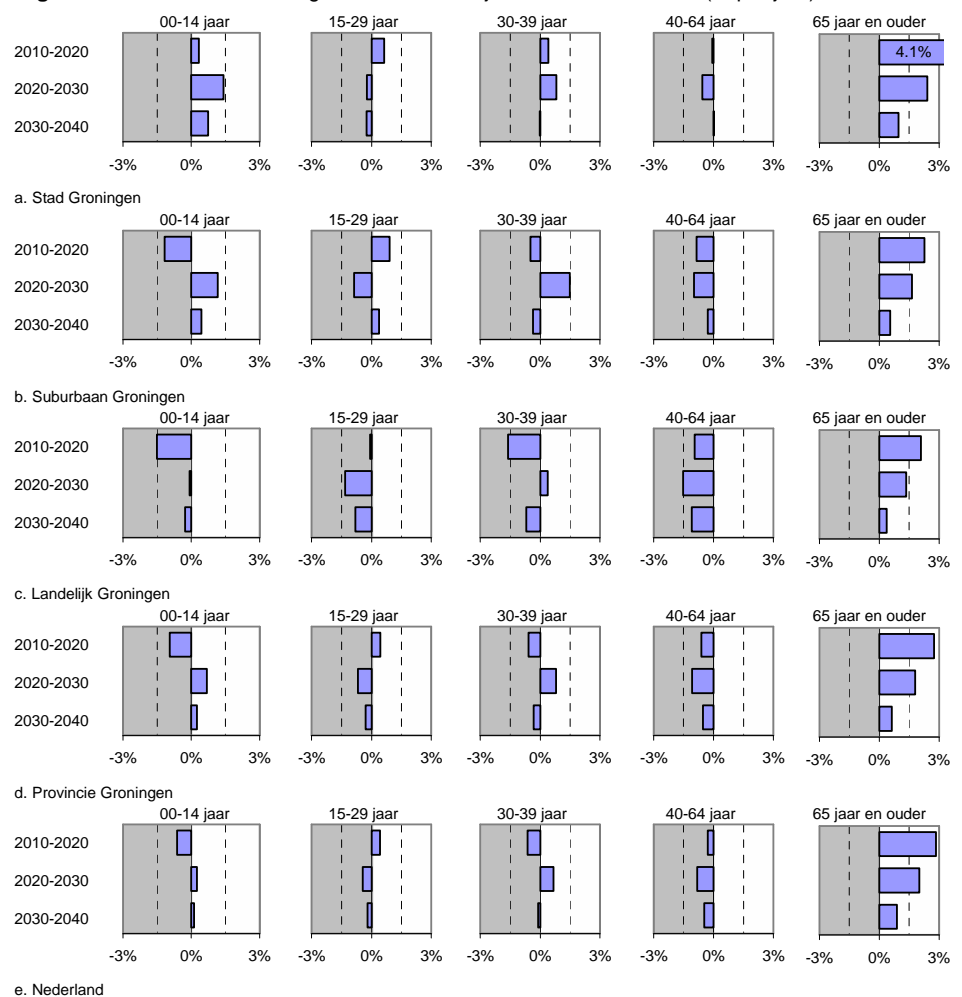 00-14 jaar 15-29 jaar 30-39 jaar 40-64 jaar 65 jaar en ouder
2010-2020 4.1%
2020-2030
2030-2040
-3% 0% 3% -3% 0% 3% -3% 0% 3% -3% 0% 3% -3% 0% 3%
a. Stad Groningen
00-14 jaar 15-29 jaar 30-39 jaar 40-64 jaar 65 jaar en ouder
2010-2020
2020-2030
2030-2040
-3% 0% 3% -3% 0% 3% -3% 0% 3% -3% 0% 3% -3% 0% 3%
b. Suburbaan Groningen
00-14 jaar 15-29 jaar 30-39 jaar 40-64 jaar 65 jaar en ouder
2010-2020
2020-2030
2030-2040
-3% 0% 3% -3% 0% 3% -3% 0% 3% -3% 0% 3% -3% 0% 3%
c. Landelijk Groningen
00-14 jaar 15-29 jaar 30-39 jaar 40-64 jaar 65 jaar en ouder
2010-2020
2020-2030
2030-2040
-3% 0% 3% -3% 0% 3% -3% 0% 3% -3% 0% 3% -3% 0% 3%
d. Provincie Groningen
00-14 jaar 15-29 jaar 30-39 jaar 40-64 jaar 65 jaar en ouder
2010-2020
2020-2030
2030-2040
-3% 0% 3% -3% 0% 3% -3% 0% 3% -3% 0% 3% -3% 0% 3%
e. Nederland